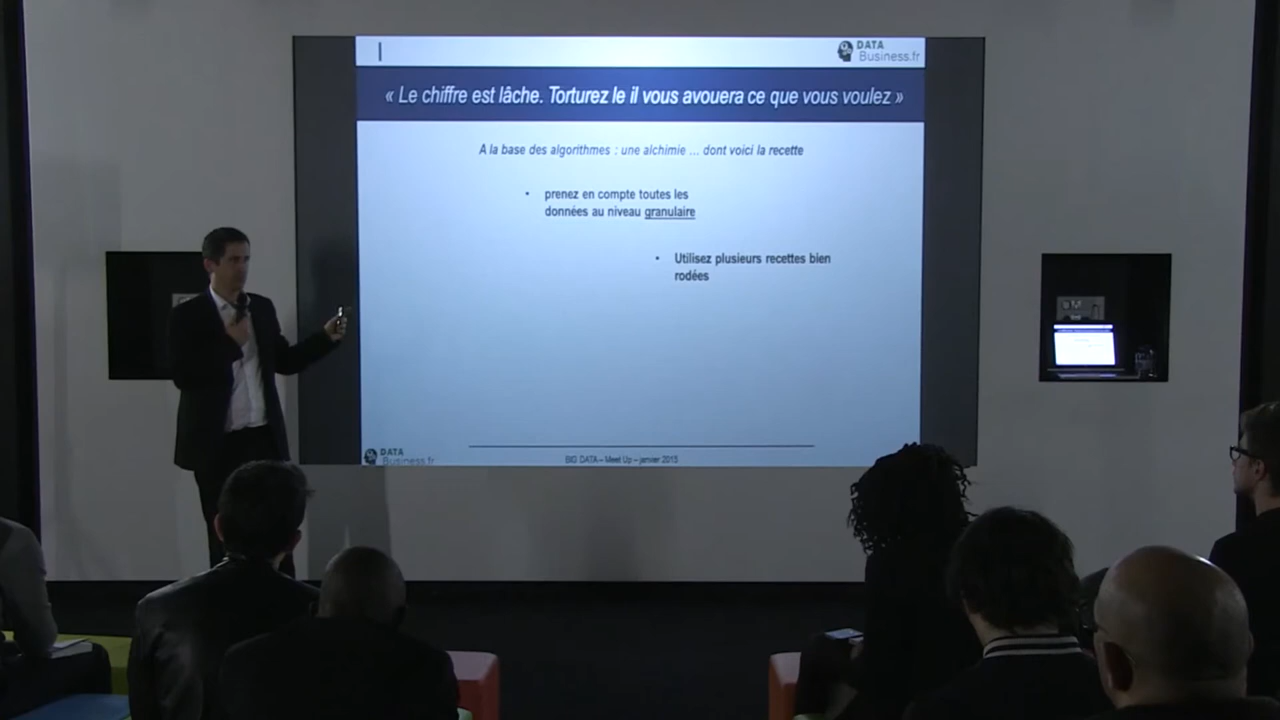 DATA
Business.fr
« Le chiffre est lâche. Torturez le il vous avouera ce que vous voulez »
A la base des algorithmes : une alchimie ... dont voici la recette
• prenez en compte toutes les
données au niveau granulaire
• Utilisez plusieurs recettes bien
rodées
DATA
Business.fr
BIG DATA – Meet Up – janvier 2015